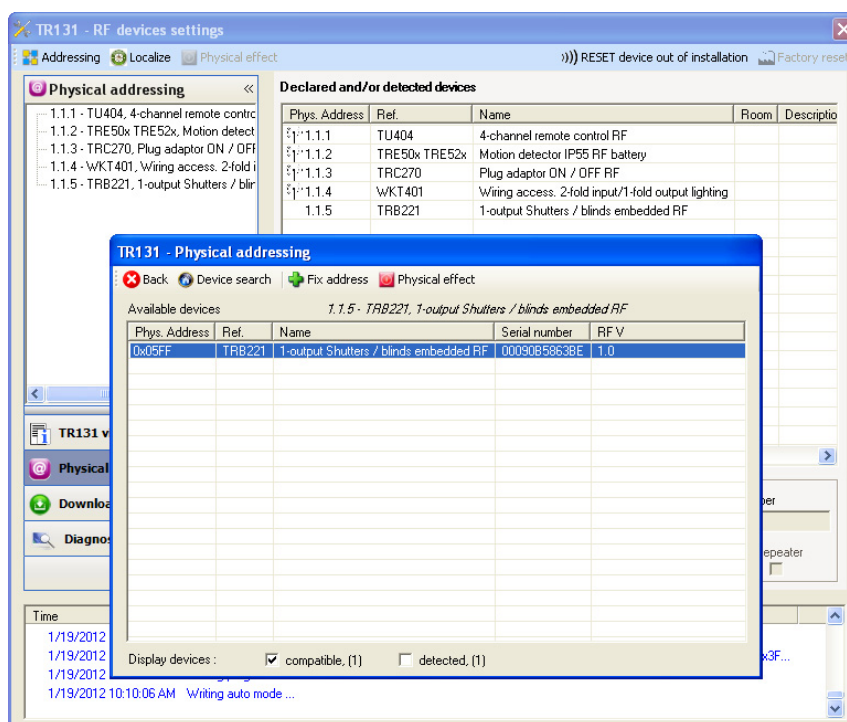 TR131 - RF devices settings
Addressing Localize Physical effect RESET device out of installation Factory rese
Physical addressing «
1.1.1 - TU404, 4-channel remote contrc
1.1.2 - TRE50x TRE52x, Motion detect
1.1.3 - TRC270, Plug adaptor ON / OFF
1.1.4 - WKT401, Wiring access. 2-fold i
1.1.5 - TRB221, 1-output Shutters / blir
Declared and/or detected devices
Phys. Address Ref. Name Room Descriptio
1.1.1 TU404 4-channel remote control RF
1.1.2 TRE50x TRE52x Motion detector IP55 RF battery
1.1.3 TRC270 Plug adaptor ON / OFF RF
1.1.4 WKT401 Wiring access. 2-fold input/1-fold output lighting
1.1.5 TRB221 1-output Shutters / blinds embedded RF
TR131 - Physical addressing
Back Device search Fix address Physical effect
Available devices 1.1.5 - TRB221, 1-output Shutters / blinds embedded RF
Phys. Address Ref. Name Serial number RF V
0x05FF TRB221 1-output Shutters / blinds embedded RF 00090B5863BE 1.0
Display devices : compatible, (1) detected, (1)
TR131 v
Physical
Downloa
Diagnos
ber
epeater
Time
1/19/2012
1/19/2012 x3F...
1/19/2012
1/19/2012 10:10:06 AM Writing auto mode ...